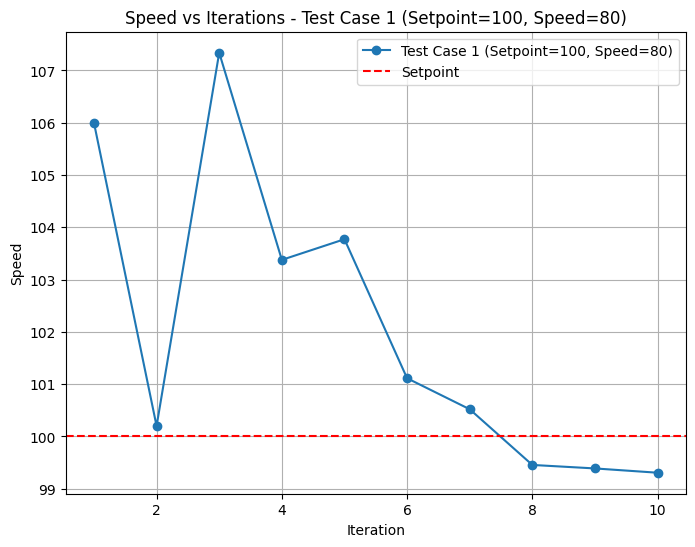 Speed vs Iterations - Test Case 1 (Setpoint=100, Speed=80)
Test Case 1 (Setpoint=100, Speed=80)
Setpoint
107
106
105
104
103
102
101
100
99
Speed
2 4 6 8 10
Iteration